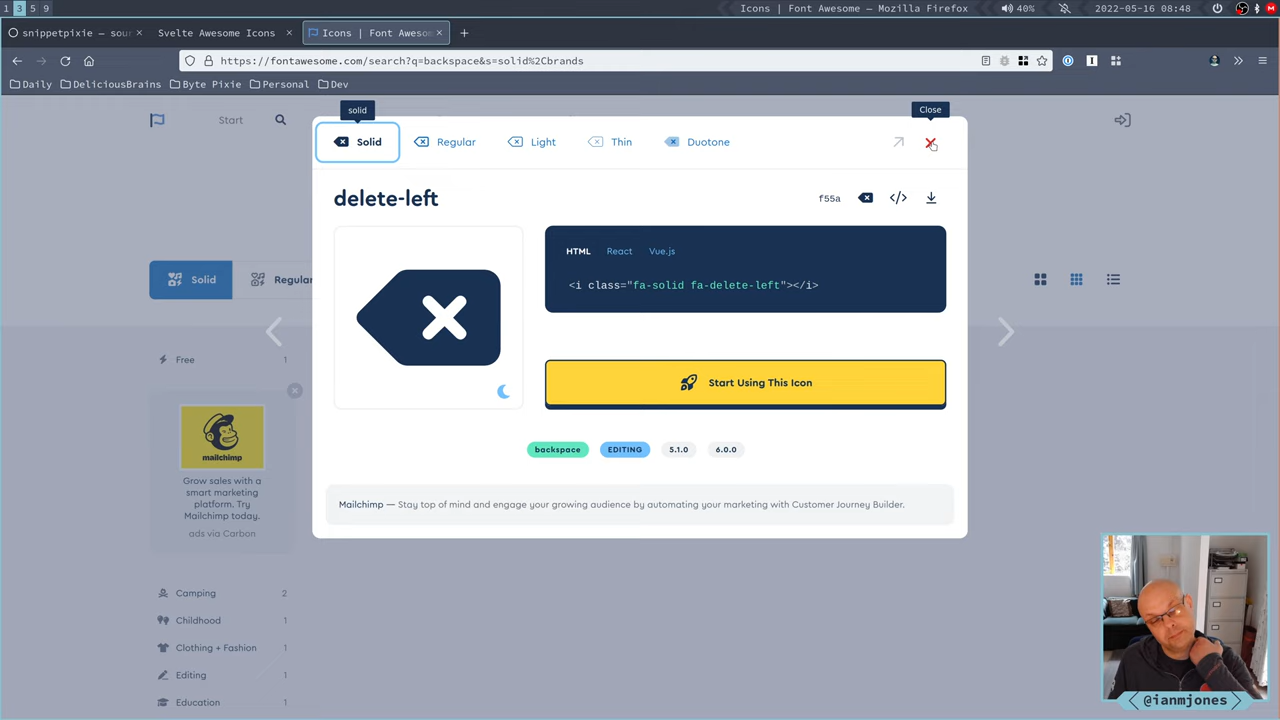 1 3 5 9
Icons | Font Awesome — Mozilla Firefox
40%
2022-05-16 08:48
snippetpixie — sour
Svelte Awesome Icons
Icons | Font Awesom
https://fontawesome.com/search?q=backspace&s=solid%2Cbrands
Daily
DeliciousBrains
Byte Pixie
Personal
Dev
solid
Close
Start
Solid
Regular
Light
Thin
Duotone
delete-left
f55a
HTML
React
Vue.js
<i class="fa-solid fa-delete-left"></i>
Solid
Regular
Start Using This Icon
Free 1
mailchimp
Grow sales with a
smart marketing
platform. Try
Mailchimp today.
ads via Carbon
backspace
EDITING
5.1.0
6.0.0
Mailchimp — Stay top of mind and engage your growing audience by automating your marketing with Customer Journey Builder.
Camping 2
Childhood 1
Clothing + Fashion 1
Editing 1
Education 1
@ianmjones